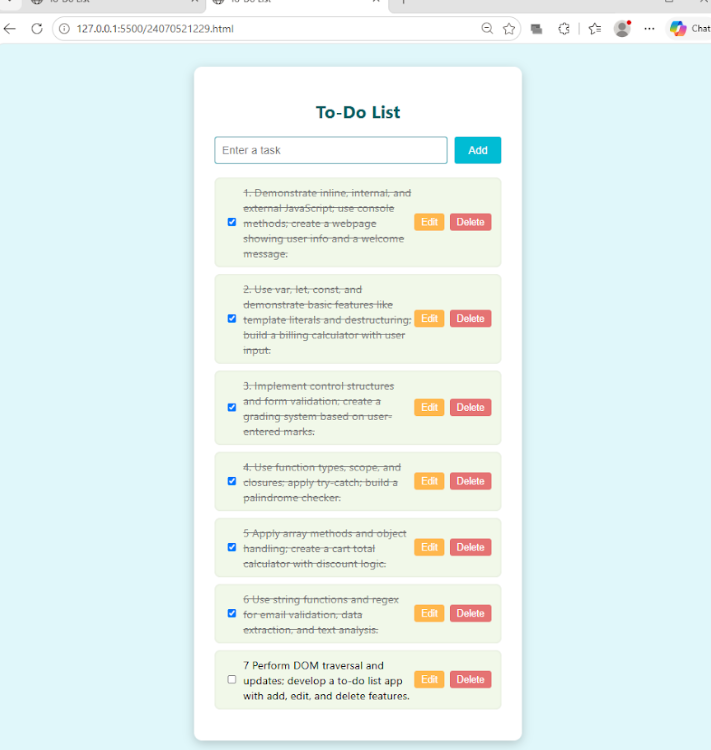 To-Do List
To-Do List
127.0.0.1:5500/24070521229.html
Chat
To-Do List
Enter a task
Add
1. Demonstrate inline, internal, and
external JavaScript; use console
methods; create a webpage
showing user info and a welcome
message.
Edit
Delete
2. Use var, let, const, and
demonstrate basic features like
template literals and destructuring;
build a billing calculator with user
input.
Edit
Delete
3. Implement control structures
and form validation; create a
grading system based on user-
entered marks.
Edit
Delete
4. Use function types, scope, and
closures; apply try-catch; build a
palindrome checker.
Edit
Delete
5 Apply array methods and object
handling; create a cart total
calculator with discount logic.
Edit
Delete
6 Use string functions and regex
for email validation, data
extraction, and text analysis.
Edit
Delete
7 Perform DOM traversal and
updates; develop a to-do list app
with add, edit, and delete features.
Edit
Delete